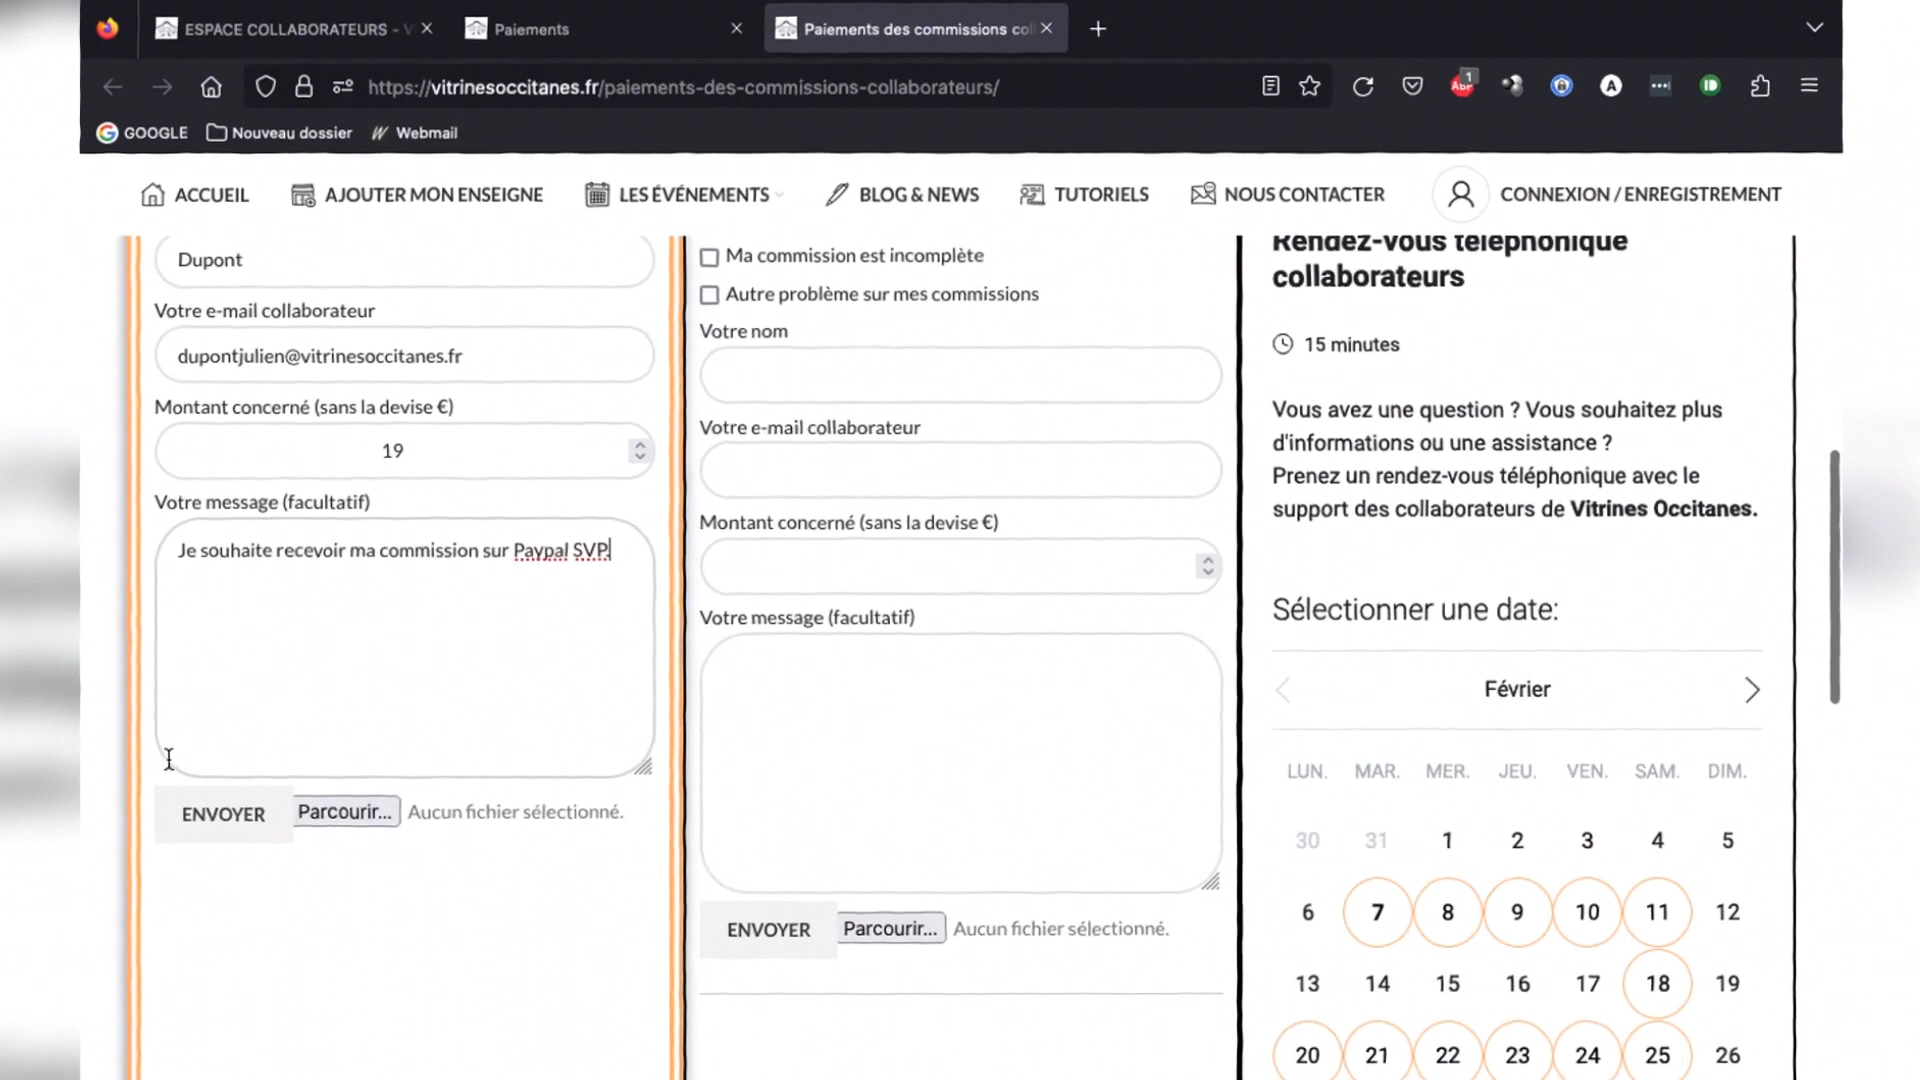 ESPACE COLLABORATEURS - V
Paiements
Paiements des commissions col
https://vitrinesoccitanes.fr/paiements-des-commissions-collaborateurs/
1
ABP
A
GOOGLE
Nouveau dossier
Webmail
ACCUEIL
AJOUTER MON ENSEIGNE
LES ÉVÉNEMENTS
BLOG & NEWS
TUTORIELS
NOUS CONTACTER
CONNEXION / ENREGISTREMENT
Dupont
Votre e-mail collaborateur
dupontjulien@vitrinesoccitanes.fr
Montant concerné (sans la devise €)
19
Votre message (facultatif)
Je souhaite recevoir ma commission sur Paypal SVP.
ENVOYER
Parcourir...
Aucun fichier sélectionné.
Ma commission est incomplète
Autre problème sur mes commissions
Votre nom
Votre e-mail collaborateur
Montant concerné (sans la devise €)
Votre message (facultatif)
ENVOYER
Parcourir...
Aucun fichier sélectionné.
Rendez-vous téléphonique
collaborateurs
15 minutes
Vous avez une question ? Vous souhaitez plus
d'informations ou une assistance ?
Prenez un rendez-vous téléphonique avec le
support des collaborateurs de Vitrines Occitanes.
Sélectionner une date:
Février
LUN. MAR. MER. JEU. VEN. SAM. DIM.
30 31 1 2 3 4 5
6 7 8 9 10 11 12
13 14 15 16 17 18 19
20 21 22 23 24 25 26